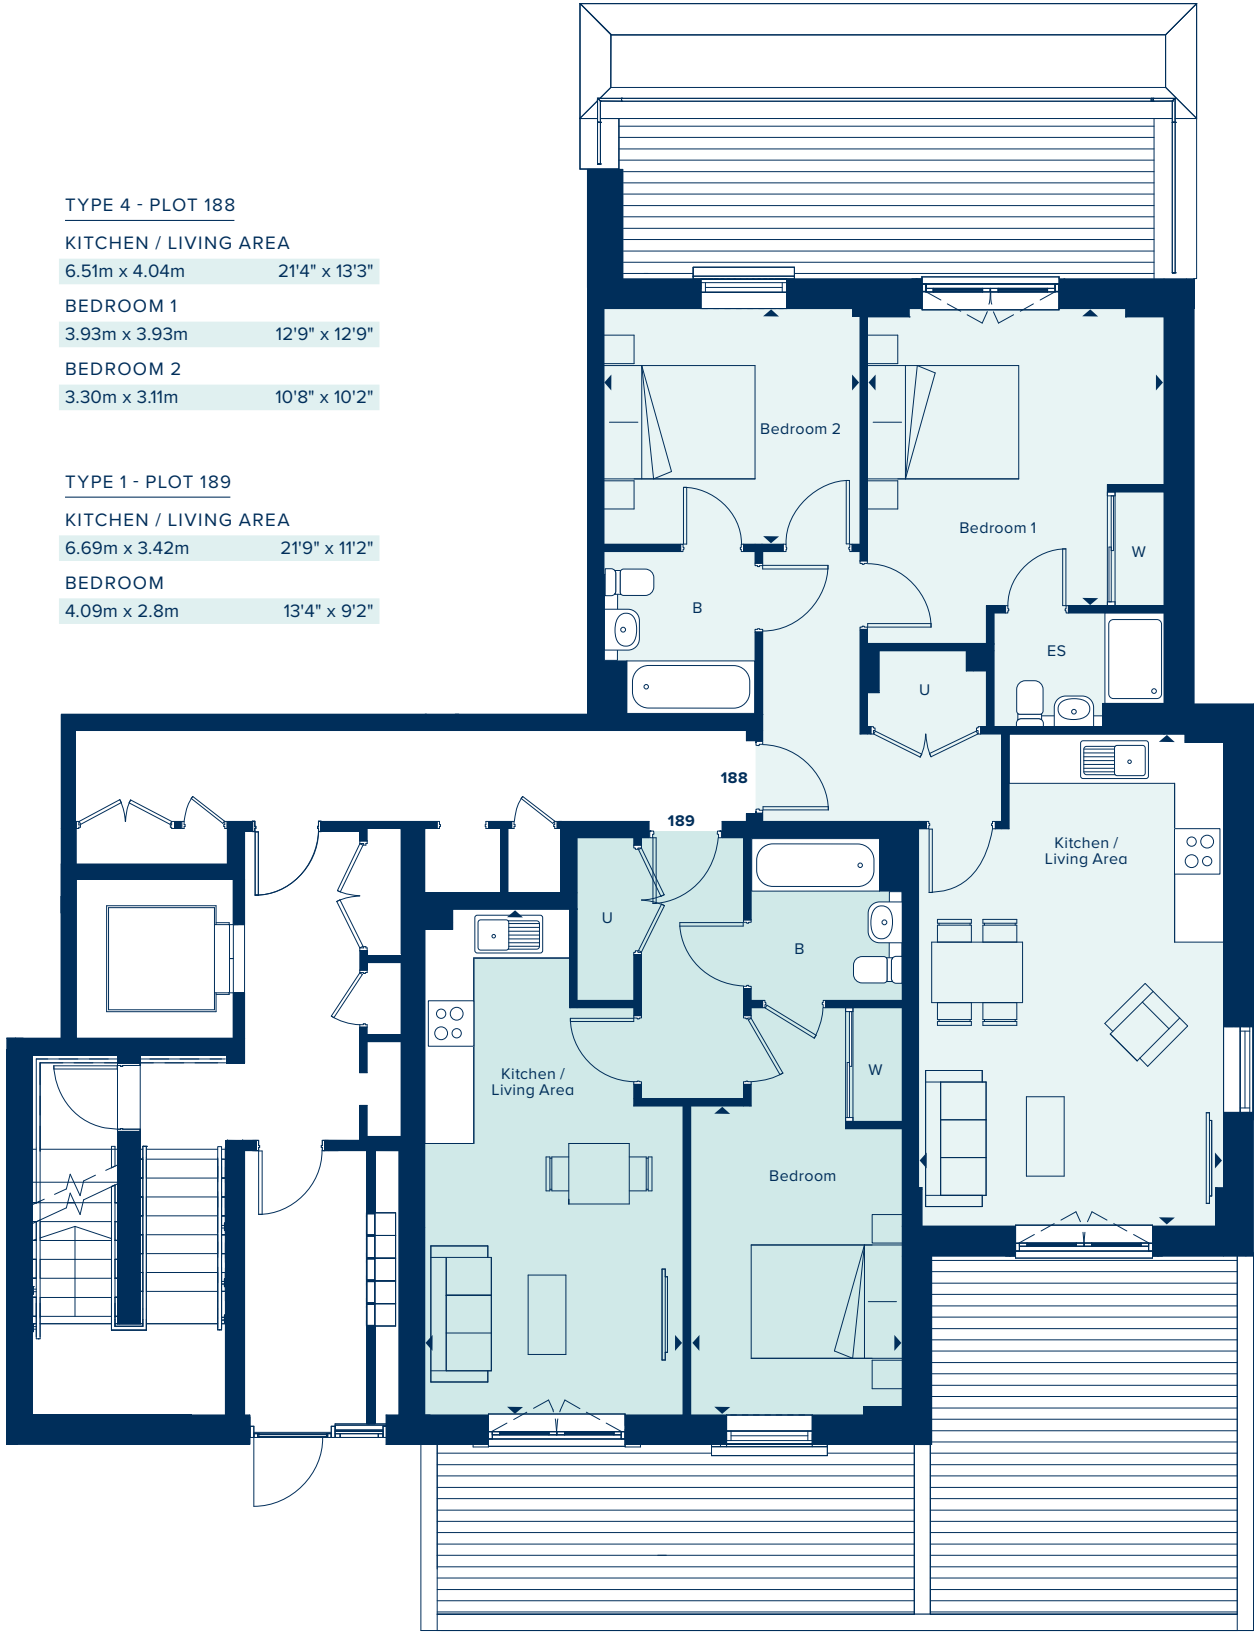 TYPE 4 - PLOT 188
KITCHEN / LIVING AREA
6.51m x 4.04m 21'4" x 13'3"
BEDROOM 1
3.93m x 3.93m 12'9" x 12'9"
BEDROOM 2
3.30m x 3.11m 10'8" x 10'2"
TYPE 1 - PLOT 189
KITCHEN / LIVING AREA
6.69m x 3.42m 21'9" x 11'2"
BEDROOM
4.09m x 2.8m 13'4" x 9'2"
Bedroom 2
Bedroom 1
W
B
ES
U
188
189
Kitchen /
Living Area
U
B
Kitchen /
Living Area
W
Bedroom